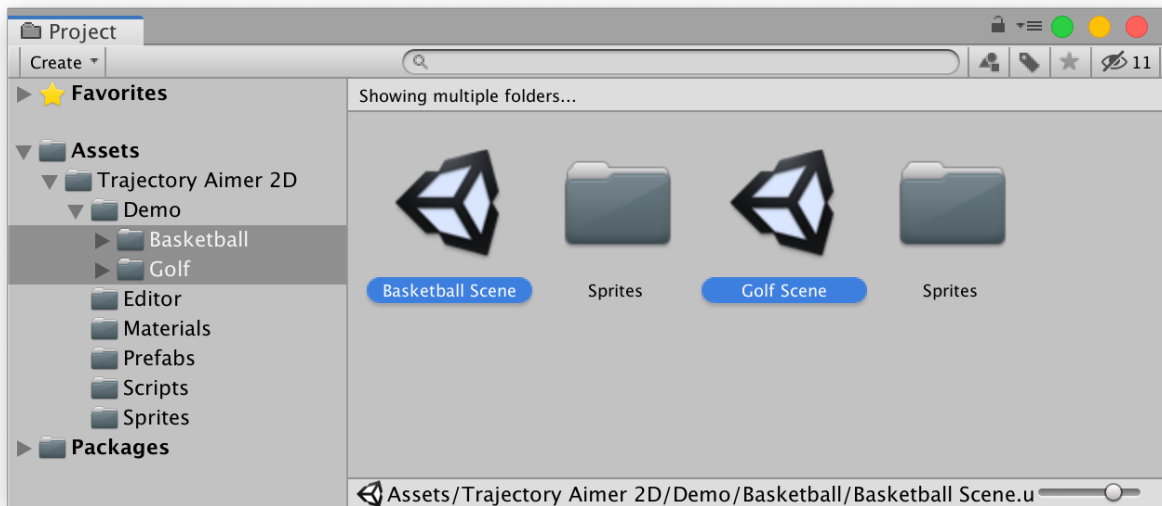 Project
Create
11
Favorites
Assets
Trajectory Aimer 2D
Demo
Basketball
Golf
Editor
Materials
Prefabs
Scripts
Sprites
Packages
Showing multiple folders...
Basketball Scene
Sprites
Golf Scene
Sprites
Assets/Trajectory Aimer 2D/Demo/Basketball/Basketball Scene.u